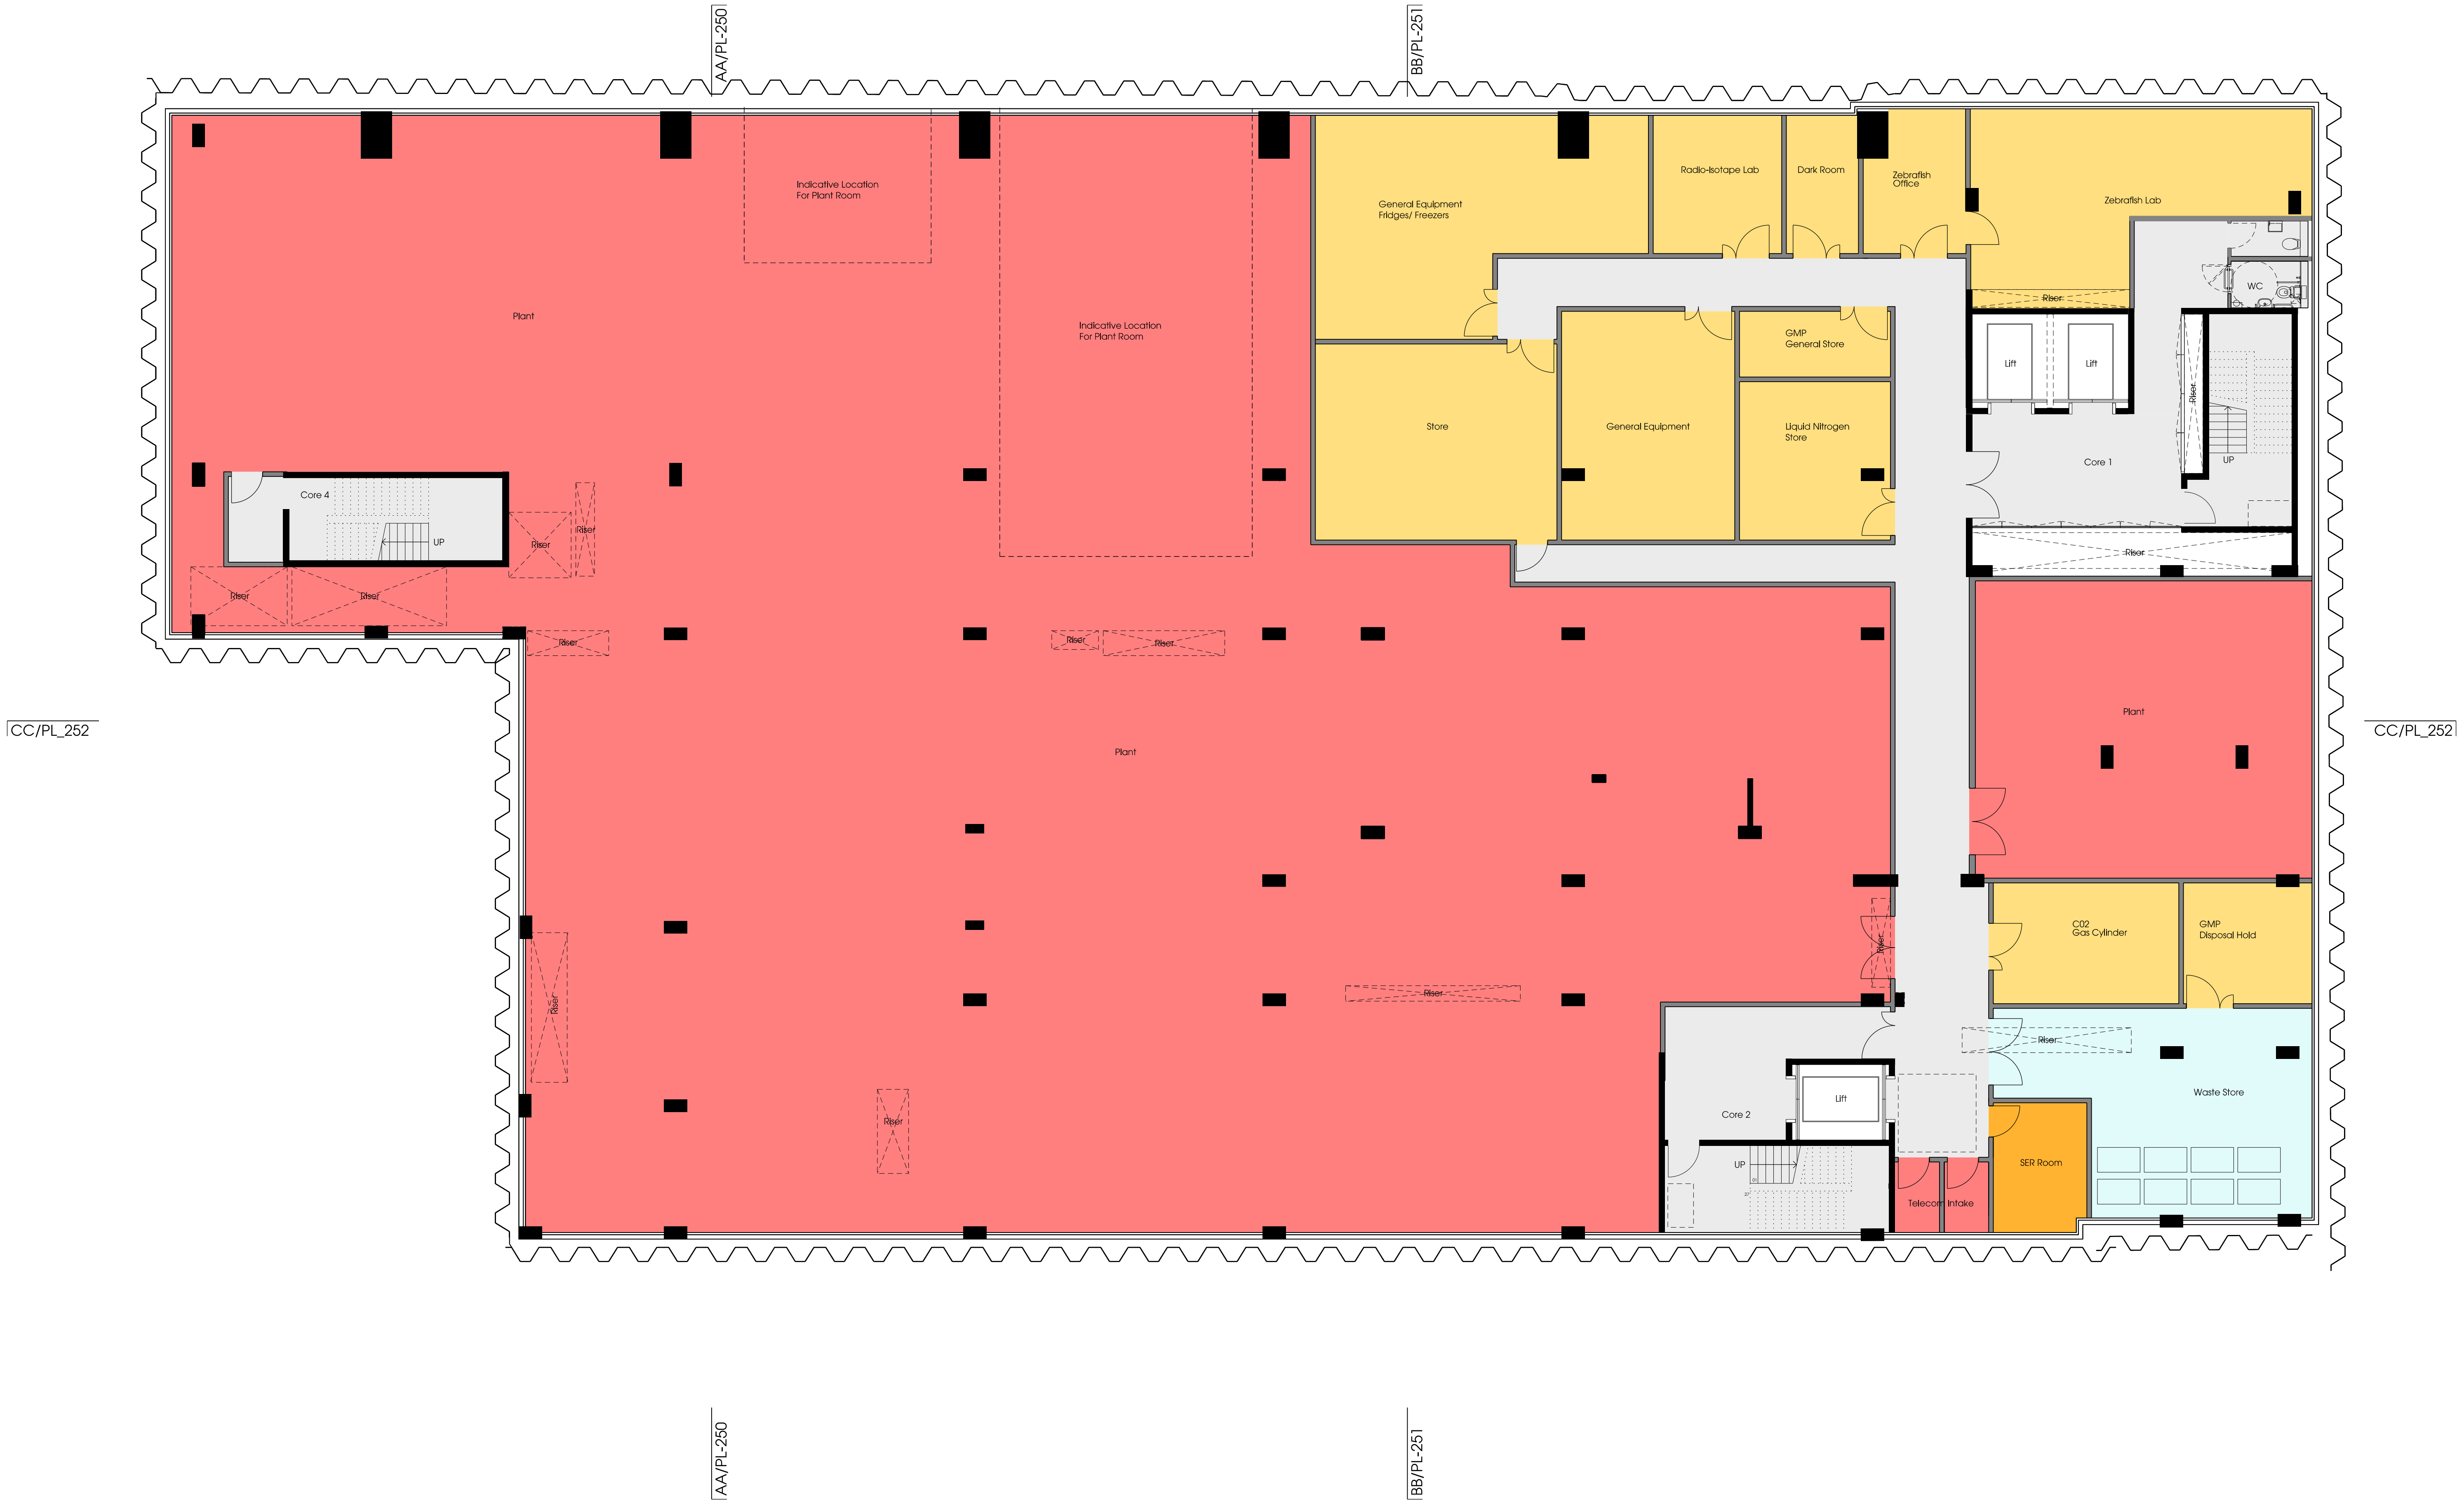 AA/PL-250
BB/PL-251
Indicative Location
For Plant Room
General Equipment
Fridges/ Freezers
Radio-Isotape Lab
Dark Room
Zebrafish
Office
Zebrafish Lab
WC
Riser
Plant
Indicative Location
For Plant Room
GMP
General Store
Lift
Lift
Riser
Store
General Equipment
Liquid Nitrogen
Store
Core 1
UP
Core 4
UP
Riser
Riser
Riser
Riser
Riser
Riser
Riser
Riser
CC/PL_252
Plant
CC/PL_252
Plant
C02
Gas Cylinder
GMP
Disposal Hold
Riser
Riser
Riser
Riser
Waste Store
Lift
Core 2
Riser
UP
SER Room
Telecom Intake
AA/PL-250
BB/PL-251